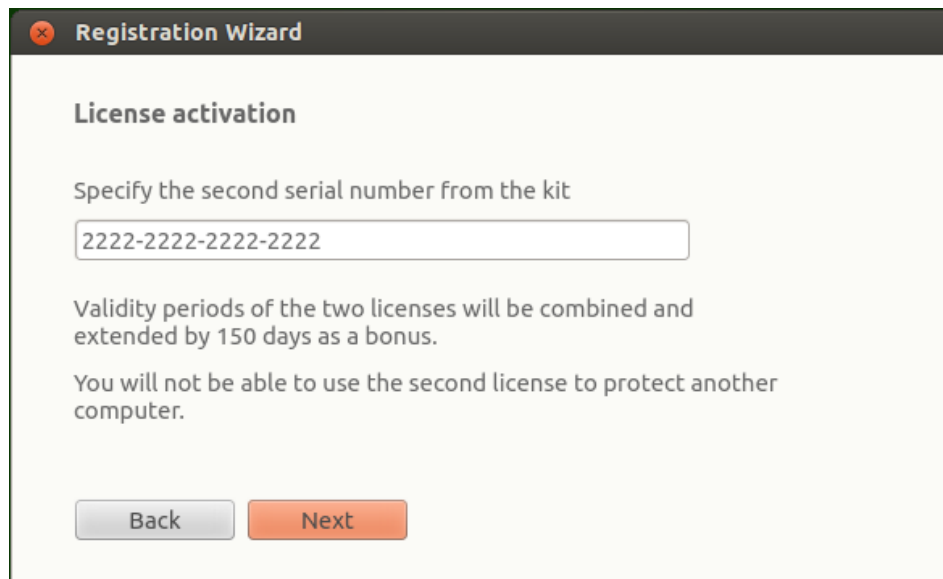 Registration Wizard
License activation
Specify the second serial number from the kit
2222-2222-2222-2222
Validity periods of the two licenses will be combined and
extended by 150 days as a bonus.
You will not be able to use the second license to protect another
computer.
Back
Next